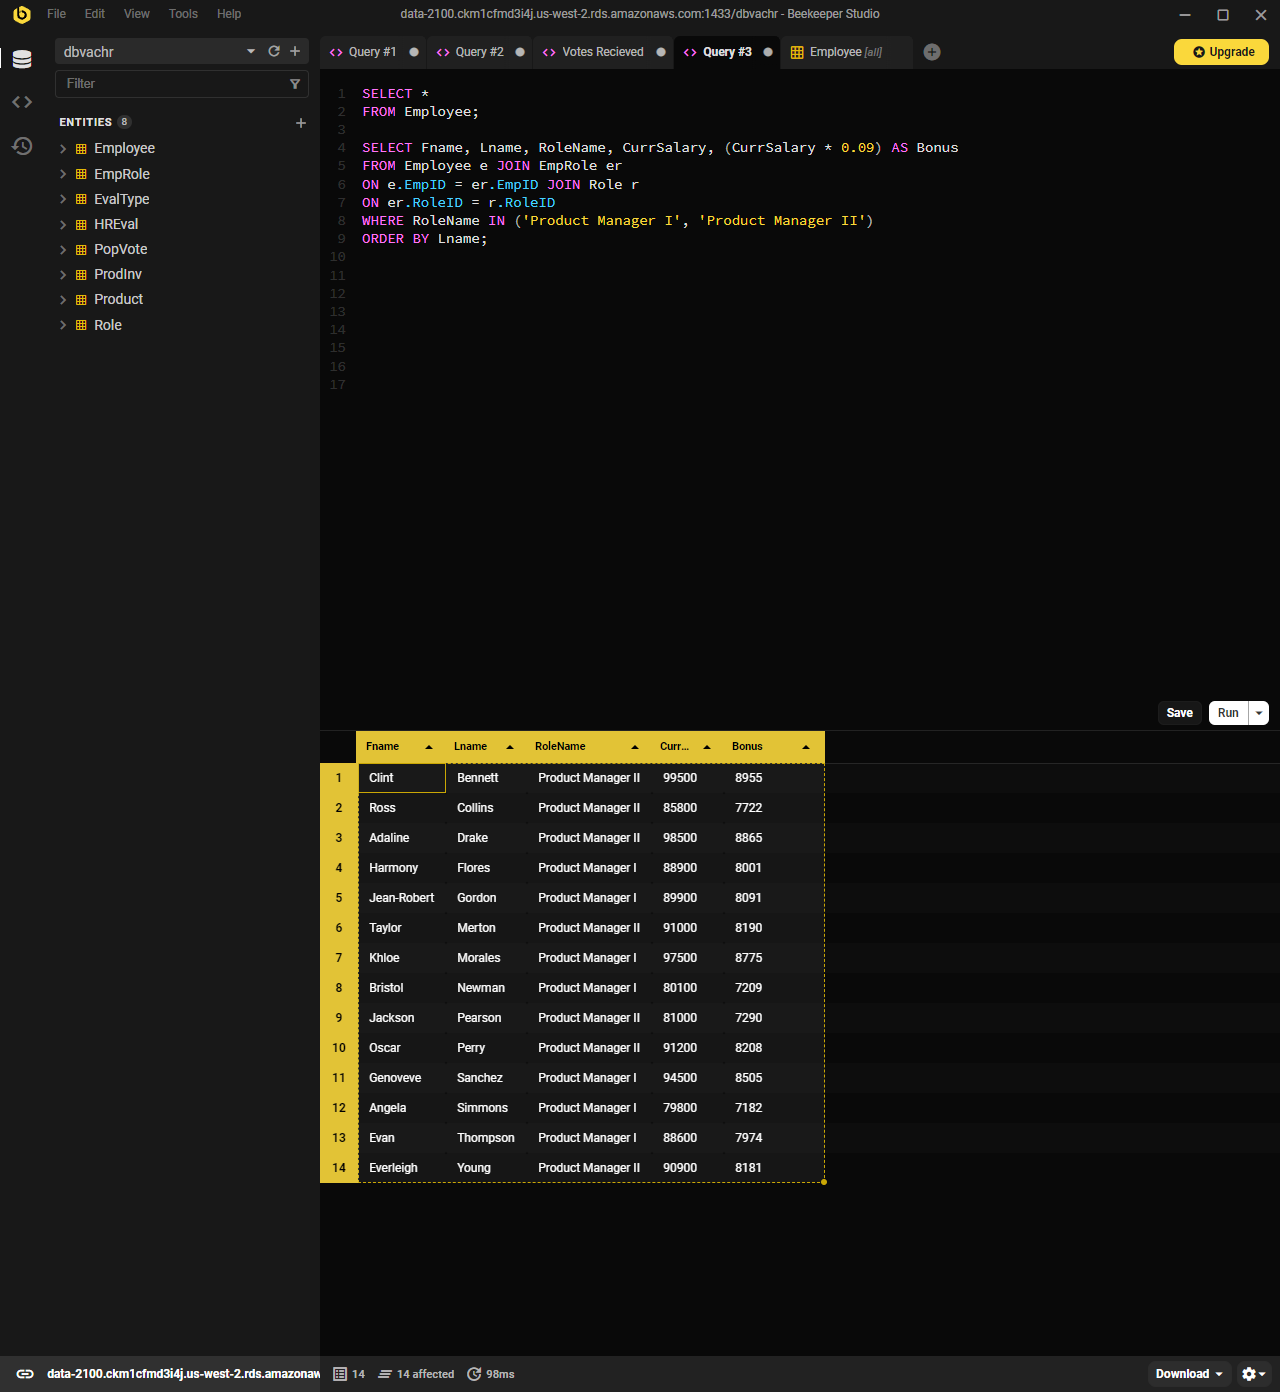 File Edit View Tools Help
data-2100.ckm1cfmd3i4j.us-west-2.rds.amazonaws.com:1433/dbvachr - Beekeeper Studio
dbvachr
Query #1
Query #2
Votes Recieved
Query #3
Employee [all]
Upgrade
Filter
ENTITIES 8
Employee
EmpRole
EvalType
HREval
PopVote
ProdInv
Product
Role
1 SELECT *
2 FROM Employee;
3
4 SELECT Fname, Lname, RoleName, CurrSalary, (CurrSalary * 0.09) AS Bonus
5 FROM Employee e JOIN EmpRole er
6 ON e.EmpID = er.EmpID JOIN Role r
7 ON er.RoleID = r.RoleID
8 WHERE RoleName IN ('Product Manager I', 'Product Manager II')
9 ORDER BY Lname;
10
11
12
13
14
15
16
17
Save Run
Fname Lname RoleName Curr... Bonus
1 Clint Bennett Product Manager II 99500 8955
2 Ross Collins Product Manager II 85800 7722
3 Adaline Drake Product Manager II 98500 8865
4 Harmony Flores Product Manager I 88900 8001
5 Jean-Robert Gordon Product Manager I 89900 8091
6 Taylor Merton Product Manager II 91000 8190
7 Khloe Morales Product Manager I 97500 8775
8 Bristol Newman Product Manager I 80100 7209
9 Jackson Pearson Product Manager II 81000 7290
10 Oscar Perry Product Manager II 91200 8208
11 Genoveve Sanchez Product Manager I 94500 8505
12 Angela Simmons Product Manager I 79800 7182
13 Evan Thompson Product Manager I 88600 7974
14 Everleigh Young Product Manager II 90900 8181
data-2100.ckm1cfmd3i4j.us-west-2.rds.amazonaw
14
14 affected
98ms
Download